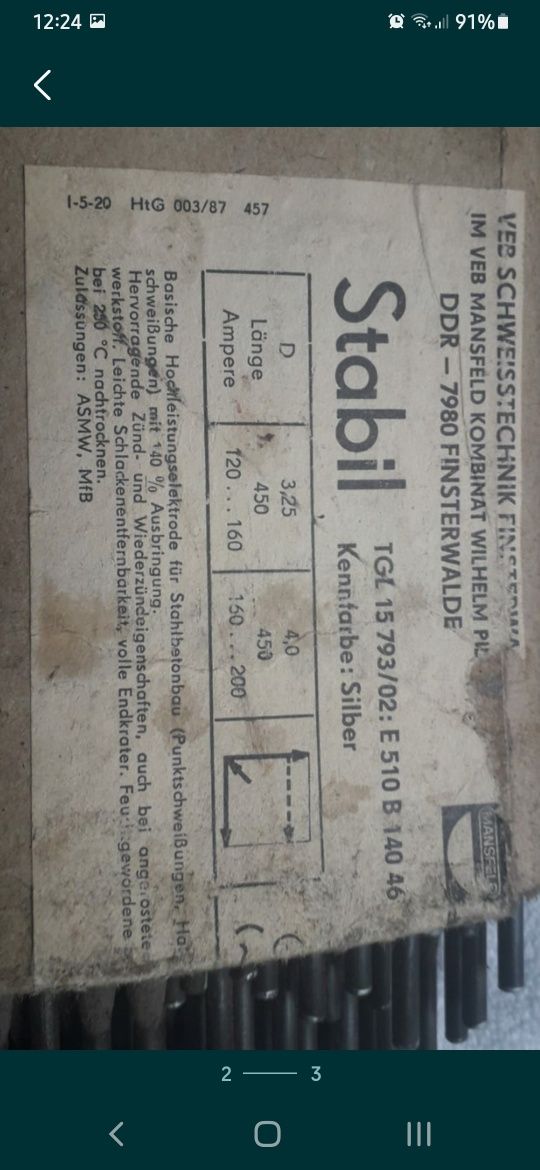 12:24
91%
VEB SCHWEISSTECHNIK
IM VEB MANSFELD KOMBINAT WILHELM
DDR – 7980 FINSTERWALDE
MANSFELD
Stabil
TGL 15 793/02: E 510 B 140 46
Kennfarbe: Silber
D 3,25 4,0
Länge 450 450
Ampere 120 . . . 160 160 . . . 200
Basische Hochleistungselektrode für Stahlbetonbau (Punktschweißungen,
schweißungen) mit 140 % Ausbringung.
Hervorragende Zünd- und Wiederzündeigenschaften, auch bei angerostete
werkstoff. Leichte Schlackenentfernbarkeit, volle Endkrater. Feuchtgewordene
bei 250 °C nachtrocknen.
Zulassungen: ASMW, MfB
I-5-20 HtG 003/87 457
2 3